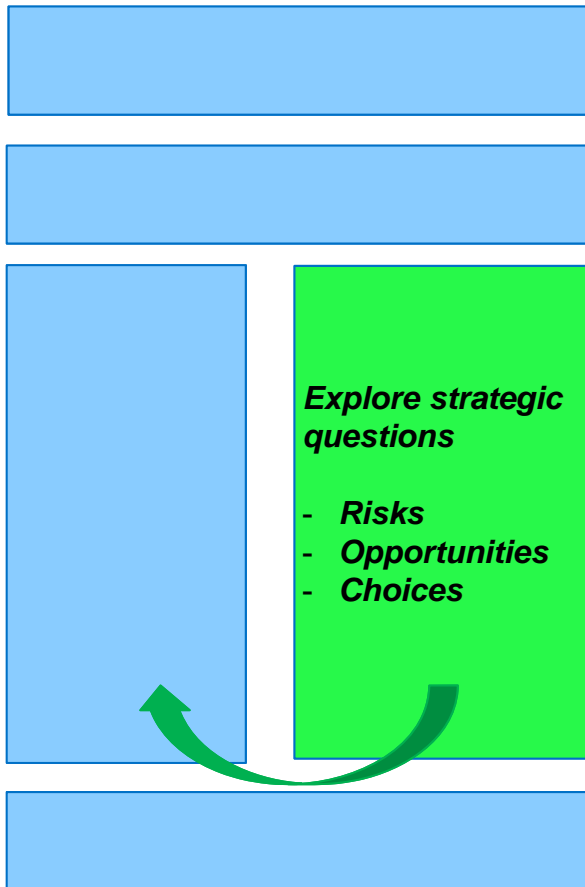 Explore strategic
questions
- Risks
- Opportunities
- Choices